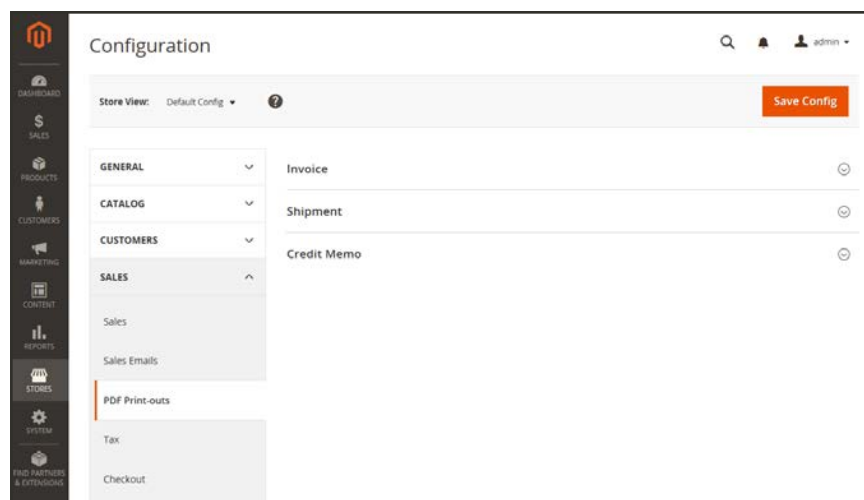 Configuration
admin
Store View: Default Config
?
Save Config
DASHBOARD
SALES
PRODUCTS
CUSTOMERS
MARKETING
CONTENT
REPORTS
STORES
SYSTEM
FIND PARTNERS
& EXTENSIONS
GENERAL
CATALOG
CUSTOMERS
SALES
Sales
Sales Emails
PDF Print-outs
Tax
Checkout
Invoice
Shipment
Credit Memo